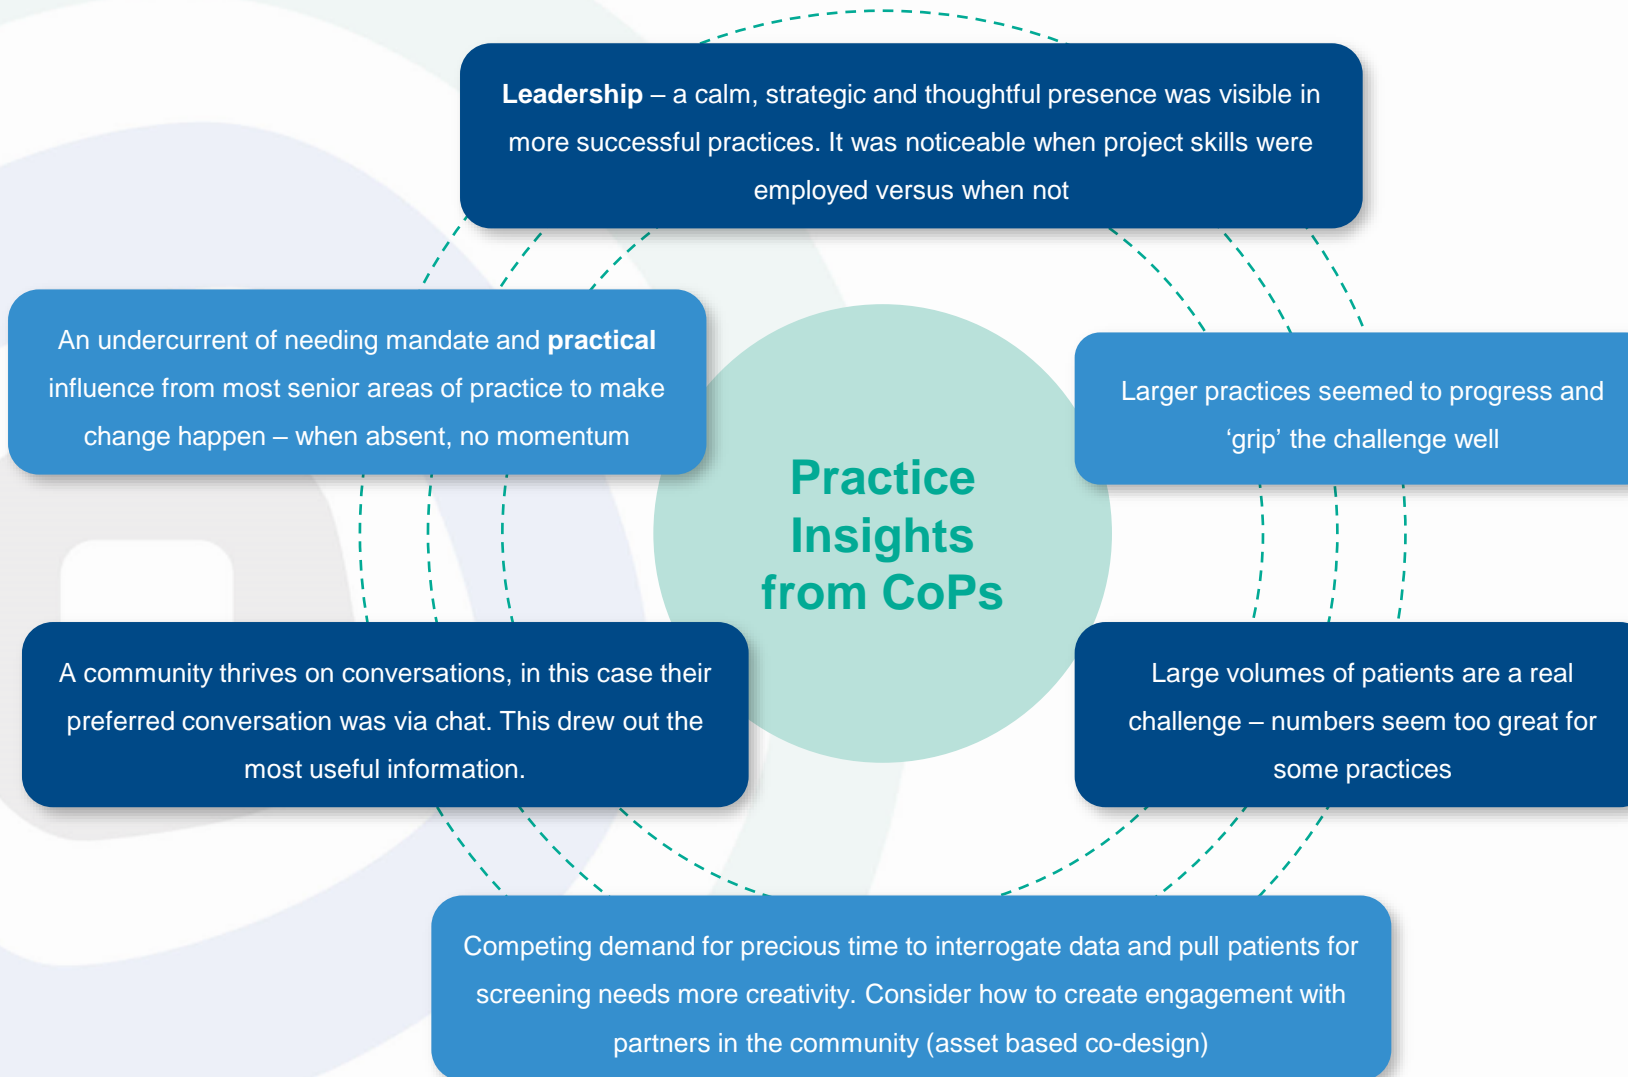 Leadership – a calm, strategic and thoughtful presence was visible in
more successful practices. It was noticeable when project skills were
employed versus when not
An undercurrent of needing mandate and practical
influence from most senior areas of practice to make
change happen – when absent, no momentum
Larger practices seemed to progress and
‘grip’ the challenge well
Practice
Insights
from CoPs
A community thrives on conversations, in this case their
preferred conversation was via chat. This drew out the
most useful information.
Large volumes of patients are a real
challenge – numbers seem too great for
some practices
Competing demand for precious time to interrogate data and pull patients for
screening needs more creativity. Consider how to create engagement with
partners in the community (asset based co-design)